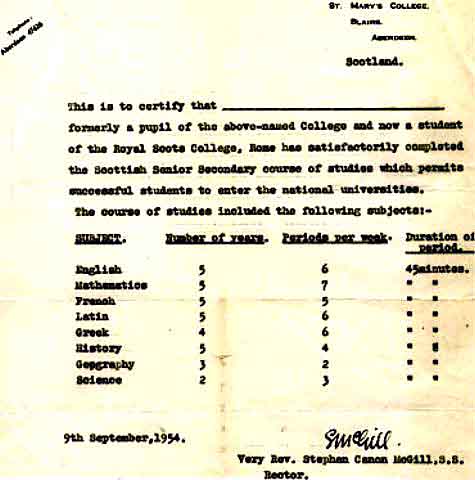 ST. MARY'S COLLEGE,
BLAIRS,
ABERDEEN,
Scotland.
Telephone:
Aberdeen
This is to certify that
formerly a pupil of the above-named College and now a student
of the Royal Scots College, Rome has satisfactorily completed
the Scottish Senior Secondary course of studies which permits
successful students to enter the national universities.
The course of studies included the following subjects:-
SUBJECT. Number of years. Periods per week. Duration of
period.
English 5 6 45minutes.
Mathematics 5 7 " "
French 5 5 " "
Latin 5 6 " "
Greek 4 6 " "
History 5 4 " "
Geography 3 2 " "
Science 2 3 " "
9th September,1954.
SMcGill.
Very Rev. Stephen Canon McGill,S.S.
Rector.